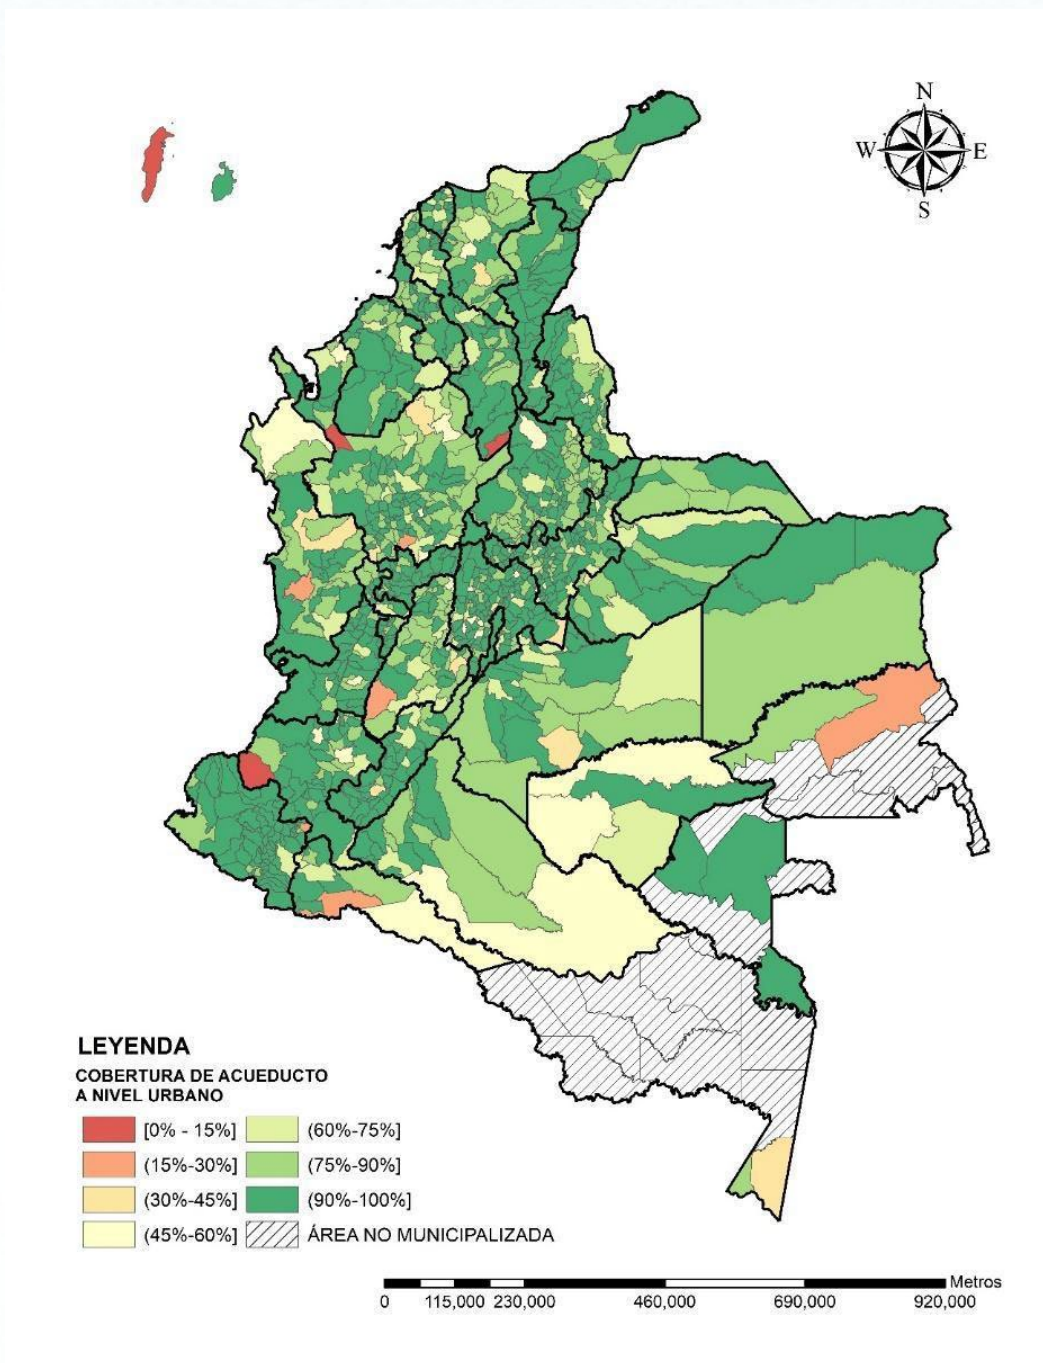 N
W E
S
LEYENDA
COBERTURA DE ACUEDUCTO
A NIVEL URBANO
[0% - 15%] (60%-75%]
(15%-30%] (75%-90%]
(30%-45%] (90%-100%]
(45%-60%] ÁREA NO MUNICIPALIZADA
Metros
0 115,000 230,000 460,000 690,000 920,000